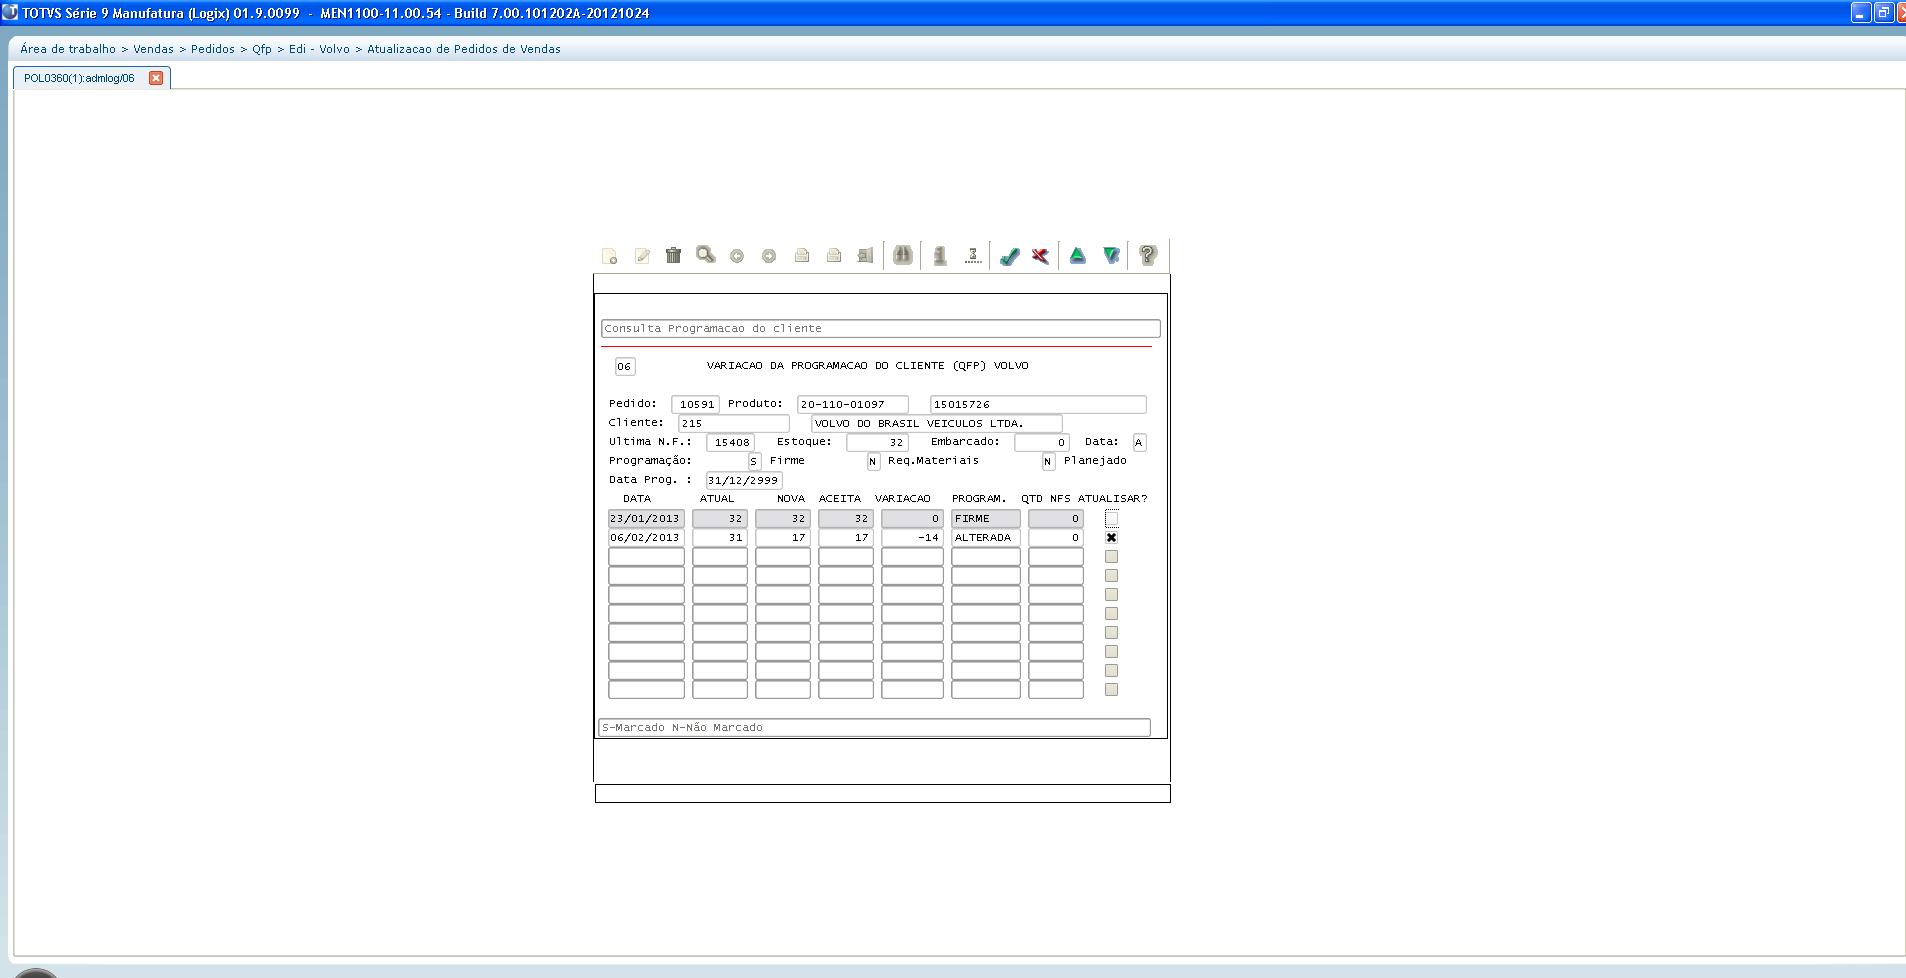 TOTVS Série 9 Manufatura (Logix) 01.9.0099 - MEN1100-11.00.54 - Build 7.00.101202A-20121024
Área de trabalho > Vendas > Pedidos > Qfp > Edi - Volvo > Atualizacao de Pedidos de Vendas
POL0360(1):admlog/06
Consulta Programacao do cliente
06 VARIACAO DA PROGRAMACAO DO CLIENTE (QFP) VOLVO
Pedido: 10591 Produto: 20-110-01097 15015726
Cliente: 215 VOLVO DO BRASIL VEICULOS LTDA.
Ultima N.F.: 15408 Estoque: 32 Embarcado: 0 Data: A
Programação: S Firme N Req.Materiais N Planejado
Data Prog. : 31/12/2999
DATA ATUAL NOVA ACEITA VARIACAO PROGRAM. QTD NFS ATUALISAR?
23/01/2013 32 32 32 0 FIRME 0
06/02/2013 31 17 17 -14 ALTERADA 0
S-Marcado N-Não Marcado